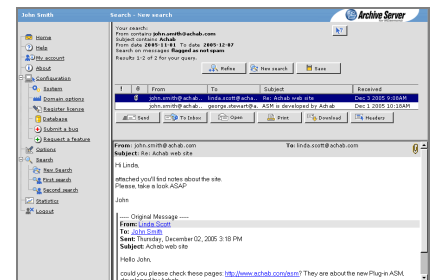 John Smith
Search - New search
Archive Server
Home
Help
My account
About
Configuration
System
Domain options
Register license
Database
Submit a bug
Request a feature
Options
Search
New Search
First search
Second search
Statistics
Logout
Your search:
From contains john.smith@achab.com
Subject contains Achab
From date 2005-11-01 To date 2005-12-07
Search on messages flagged as not spam
Results 1-2 of 2 for your query.
Refine New search Save
! @ From To Subject Received
john.smith@achab.. linda.scott@acha.. Re: Achab web site Dec 3 2005 9:08AM
john.smith@achab.. george.stewart@a.. ASM is developed by Achab Dec 1 2005 10:10AM
Send To Inbox Open Print Download Headers
From: john.smith@achab.com To: linda.scott@achab.com
Subject: Re: Achab web site
Hi Linda,
attached you'll find notes about the site.
Please, take a look ASAP
John
----- Original Message -----
From: Linda Scott
To: John Smith
Sent: Thursday, December 02, 2005 3:18 PM
Subject: Achab web site
Hello John,
could you please check these pages: http://www.achab.com/asm? They are about the new Plug-in ASM,